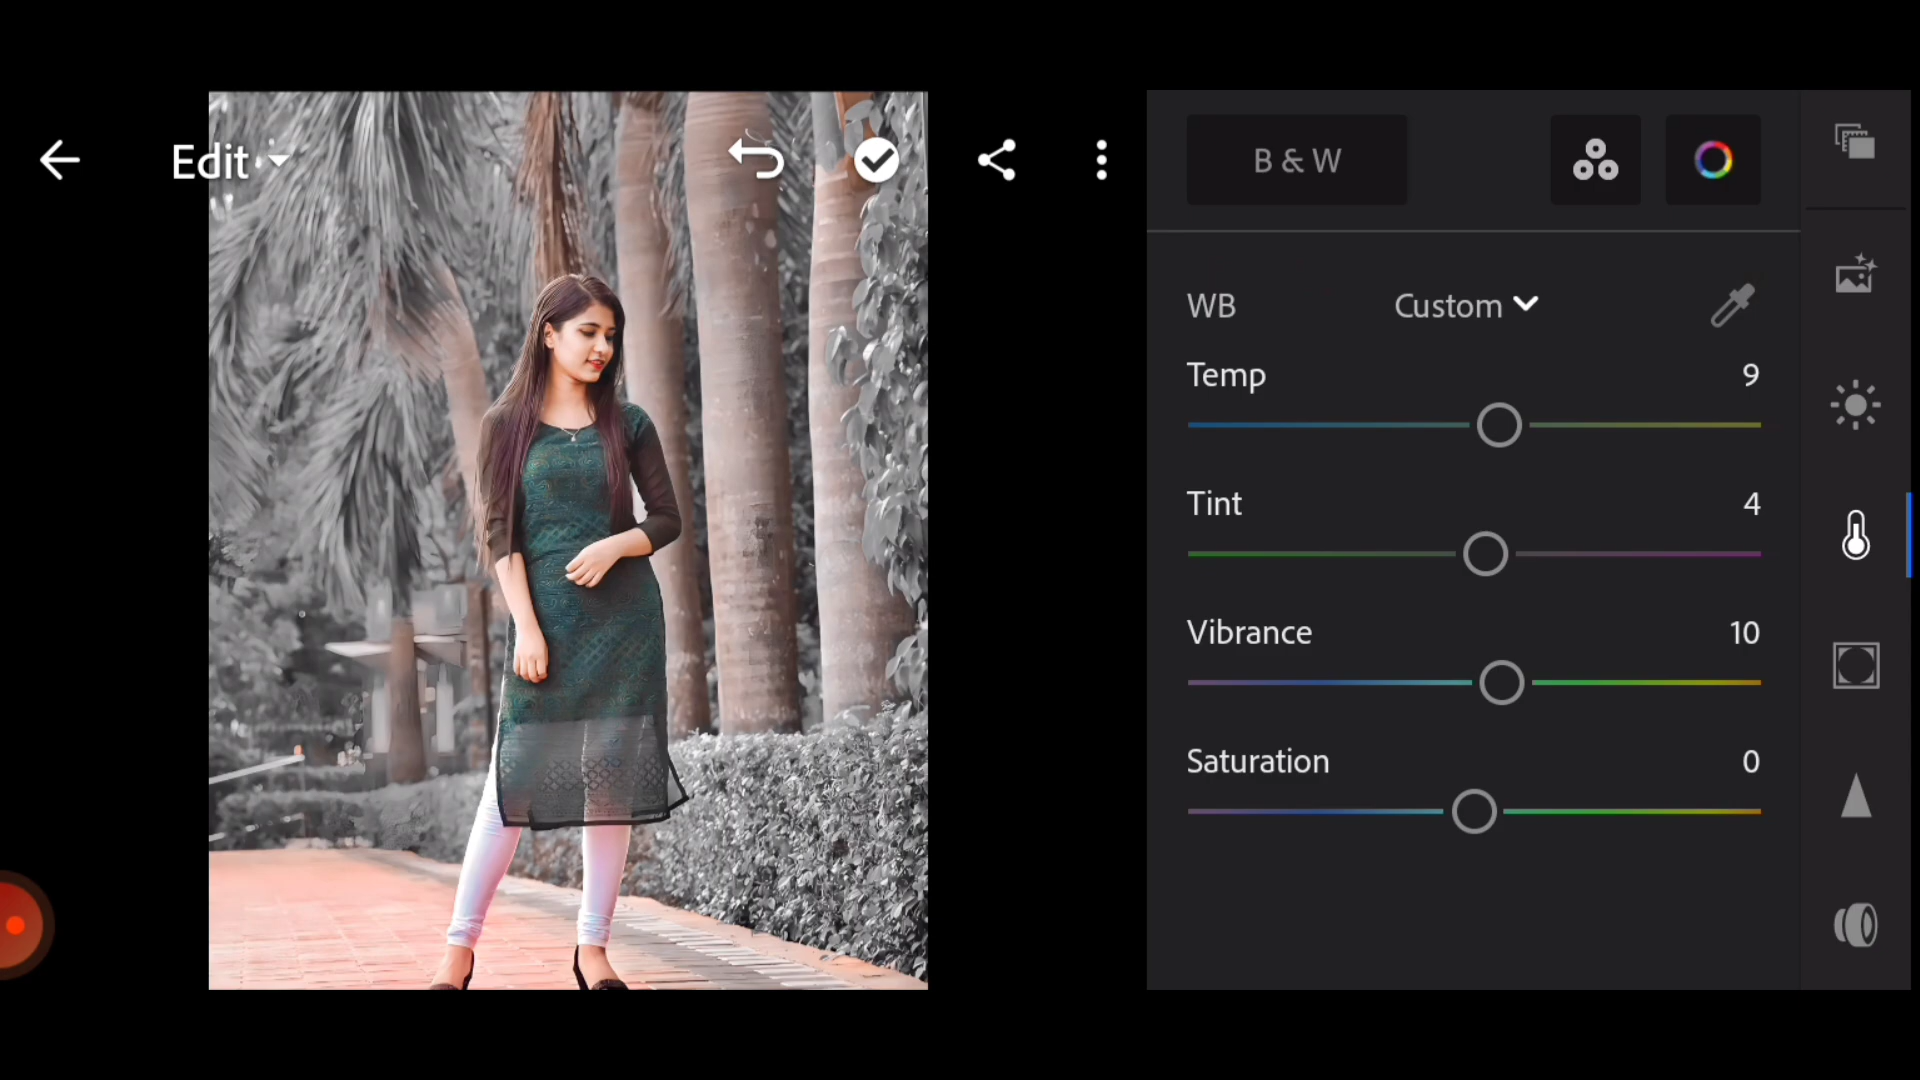 Edit
B & W
WB Custom
Temp 9
Tint 4
Vibrance 10
Saturation 0